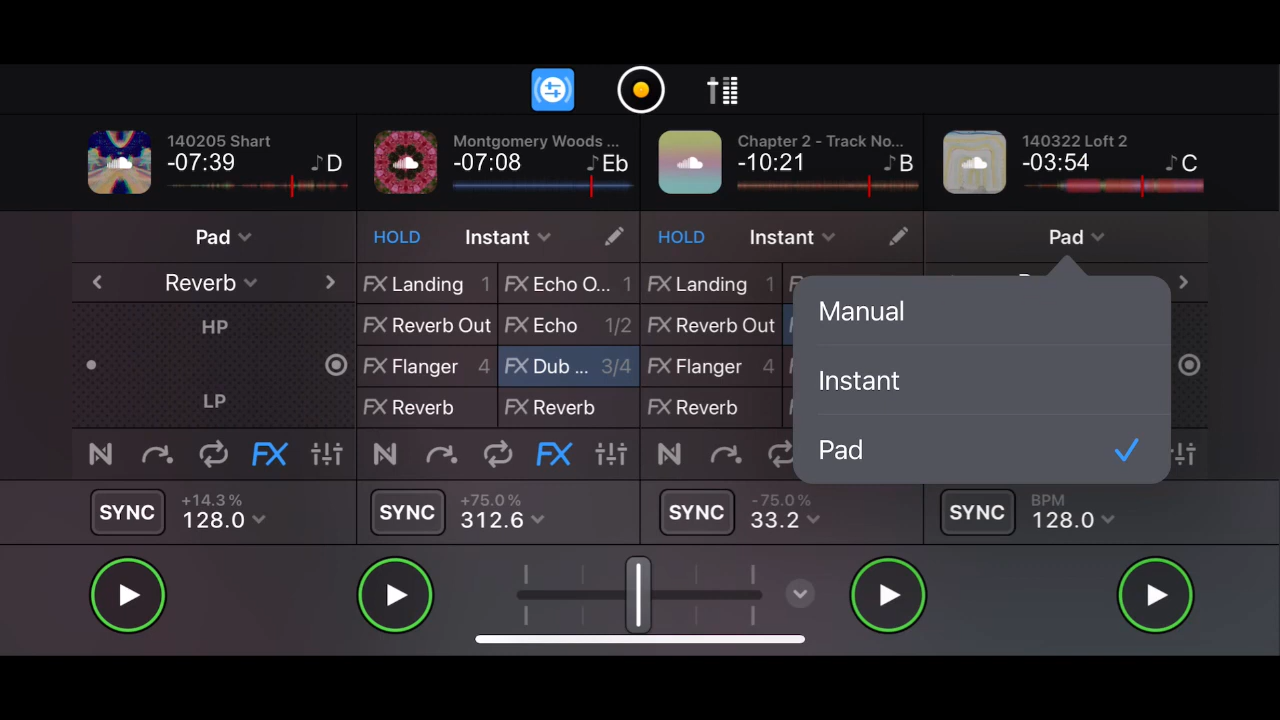 140205 Shart
-07:39
D
Montgomery Woods ...
-07:08
Eb
Chapter 2 - Track No...
-10:21
B
140322 Loft 2
-03:54
C
Pad
HOLD Instant
HOLD Instant
Pad
Reverb
HP
LP
FX Landing 1
FX Echo O... 1
FX Reverb Out
FX Echo 1/2
FX Flanger 4
FX Dub ... 3/4
FX Reverb
FX Reverb
FX Landing 1
FX Reverb Out
FX Flanger 4
FX Reverb
Manual
Instant
Pad
FX
FX
SYNC
+14.3%
128.0
SYNC
+75.0%
312.6
SYNC
-75.0%
33.2
SYNC
BPM
128.0